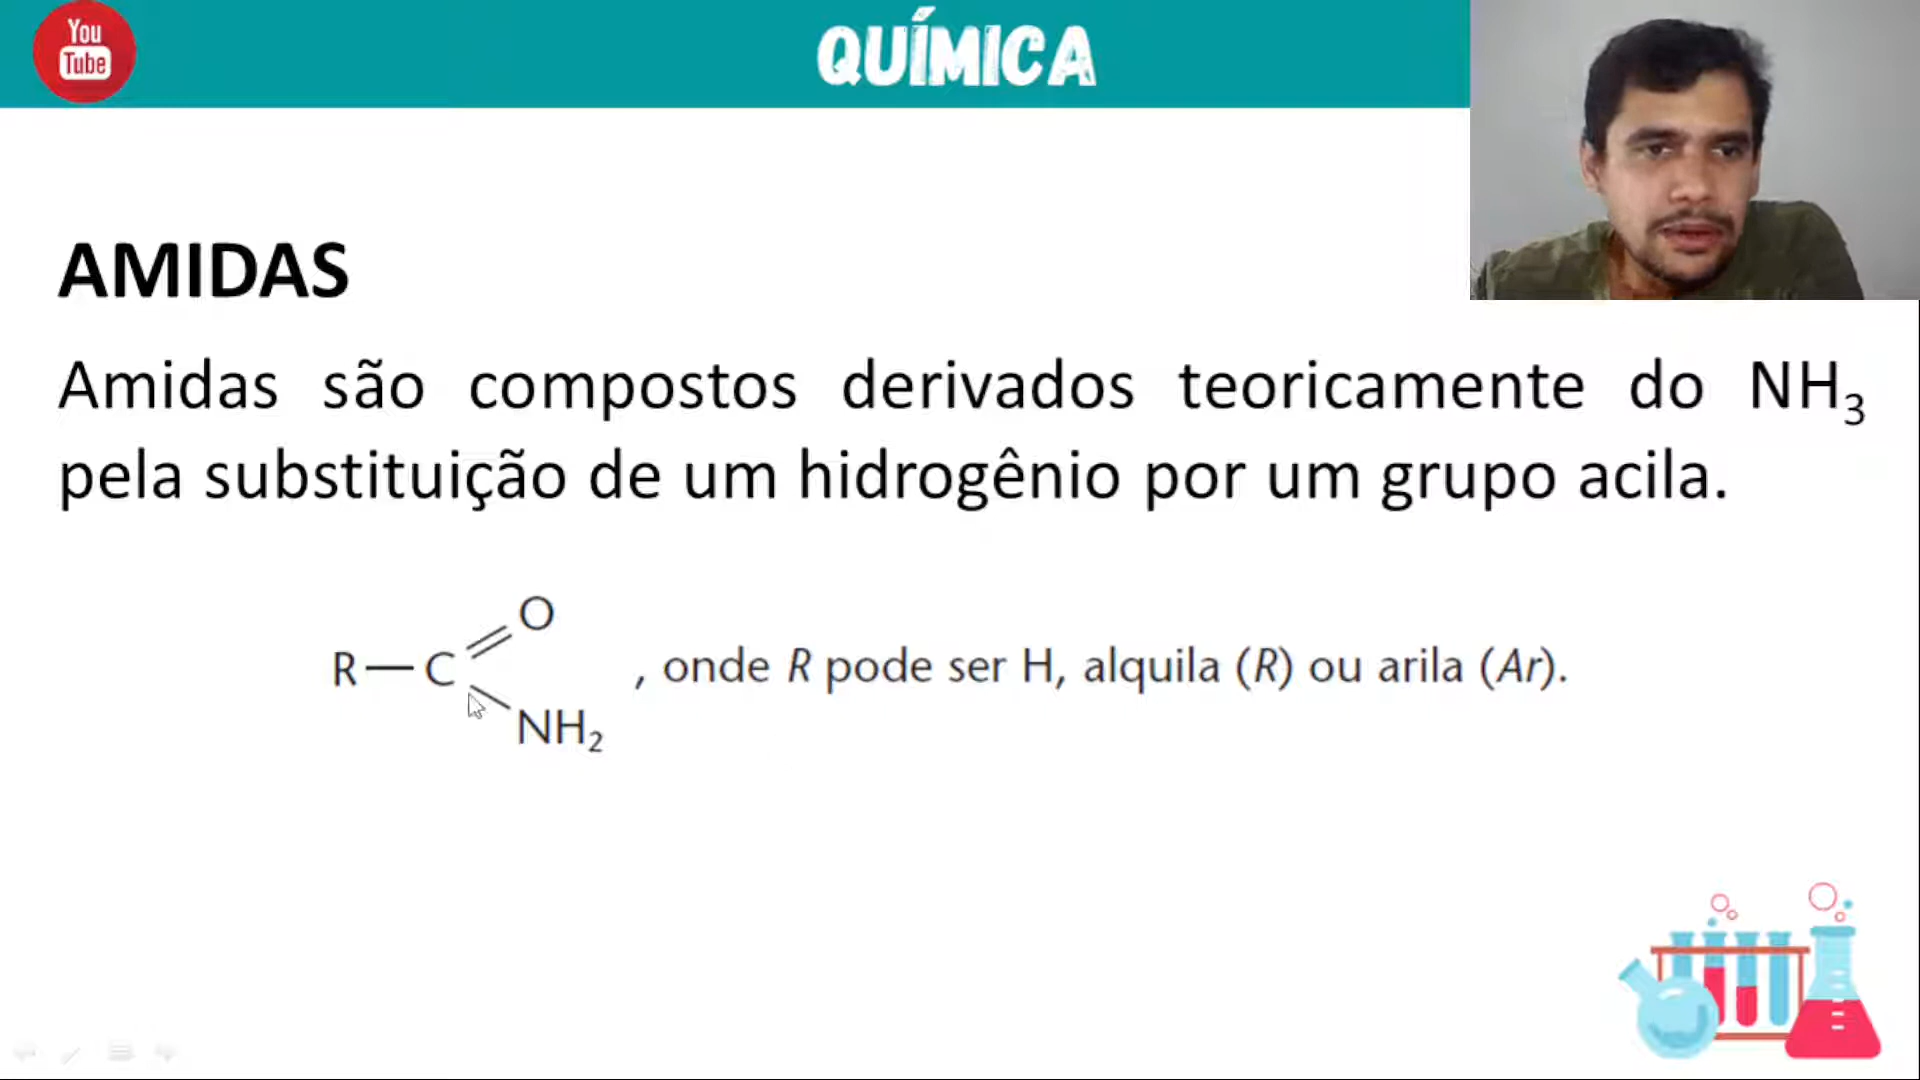 You
Tube
QUÍMICA
AMIDAS
Amidas são compostos derivados teoricamente do NH₃
pela substituição de um hidrogênio por um grupo acila.
O
R—C , onde R pode ser H, alquila (R) ou arila (Ar).
NH₂